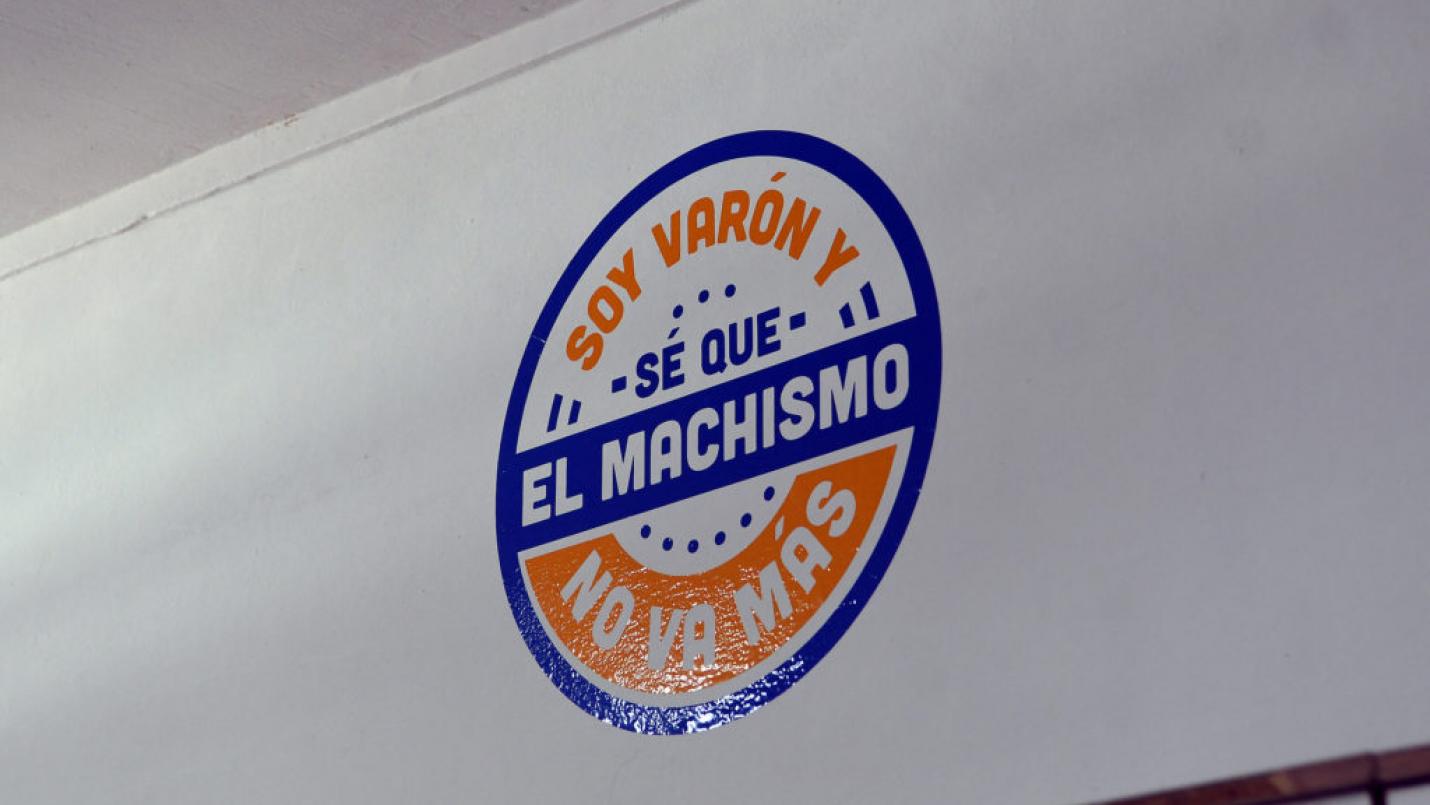 SOY VARÓN Y
-SÉ QUE-
EL MACHISMO
NO VA MÁS